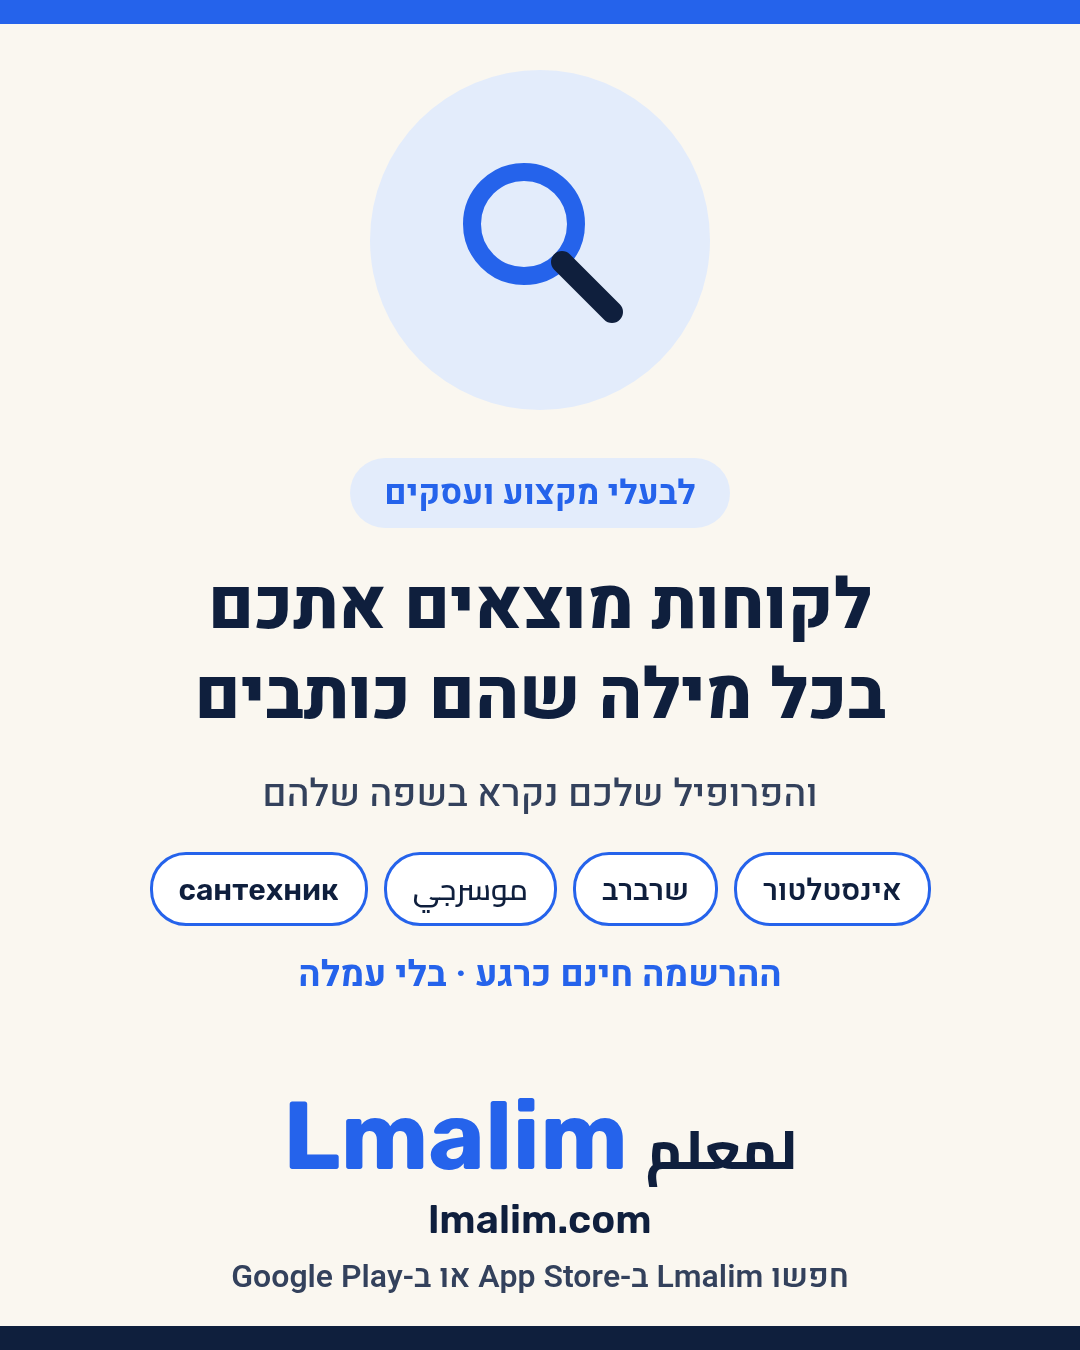 לבעלי מקצוע ועסקים
לקוחות מוצאים אתכם
בכל מילה שהם כותבים
והפרופיל שלכם נקרא בשפה שלהם
אינסטלטור שרברב موسرجي сантехник
ההרשמה חינם כרגע · בלי עמלה
Lmalim لمعلم
lmalim.com
חפשו Lmalim ב-App Store או ב-Google Play